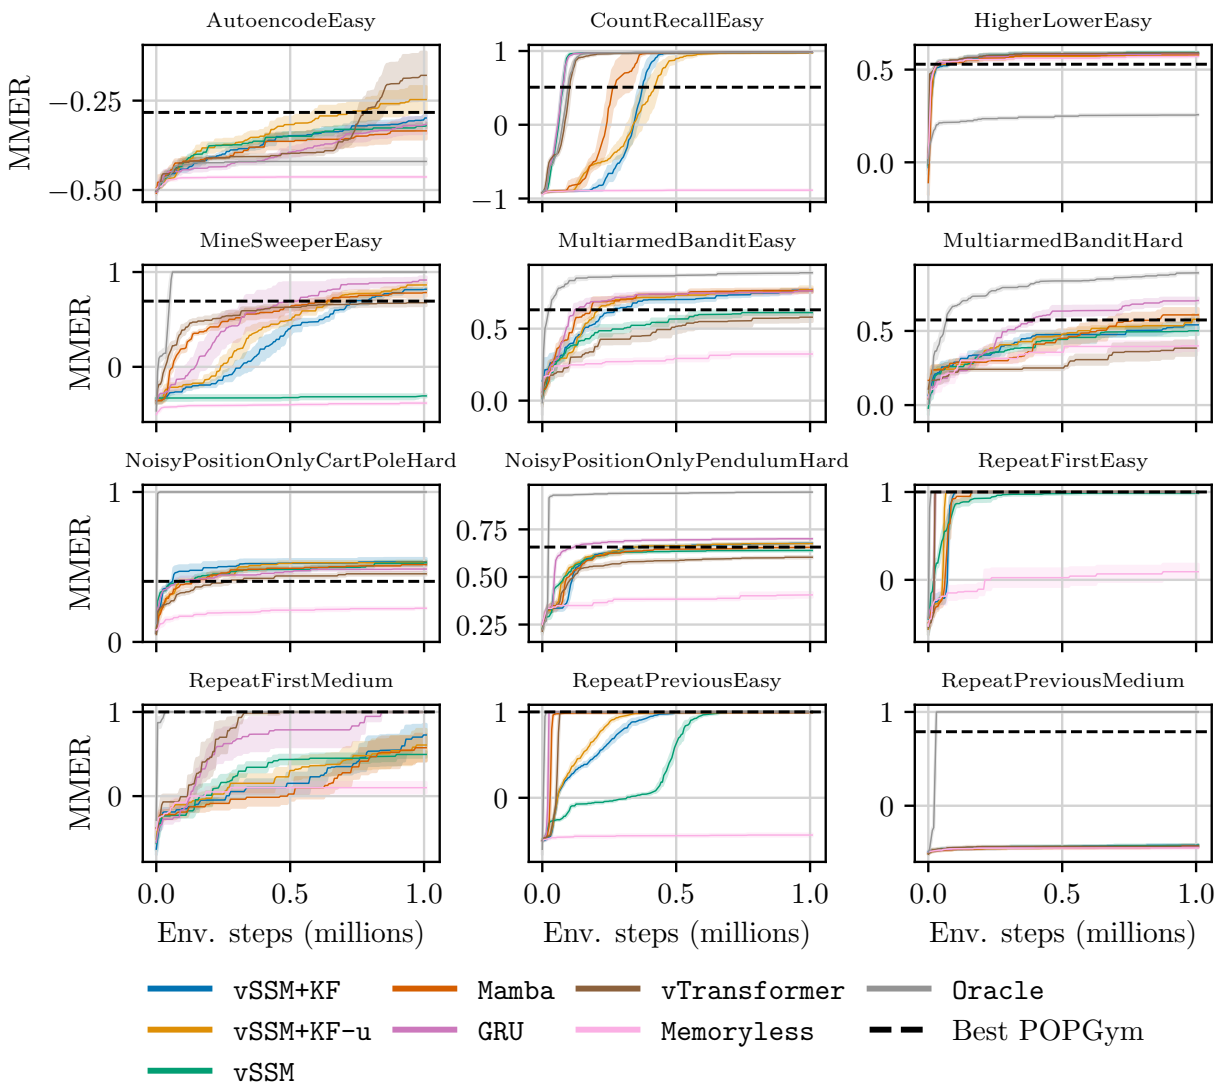 AutoencodeEasy CountRecallEasy HigherLowerEasy
MMER
−0.25
−0.50
1
0
−1
0.5
0.0
MineSweeperEasy MultiarmedBanditEasy MultiarmedBanditHard
MMER
1
0
0.5
0.0
0.5
0.0
NoisyPositionOnlyCartPoleHard NoisyPositionOnlyPendulumHard RepeatFirstEasy
MMER
1
0
0.75
0.50
0.25
1
0
RepeatFirstMedium RepeatPreviousEasy RepeatPreviousMedium
MMER
1
0
1
0
1
0
0.0 0.5 1.0 0.0 0.5 1.0 0.0 0.5 1.0
Env. steps (millions) Env. steps (millions) Env. steps (millions)
vSSM+KF Mamba vTransformer Oracle
vSSM+KF-u GRU Memoryless Best POPGym
vSSM